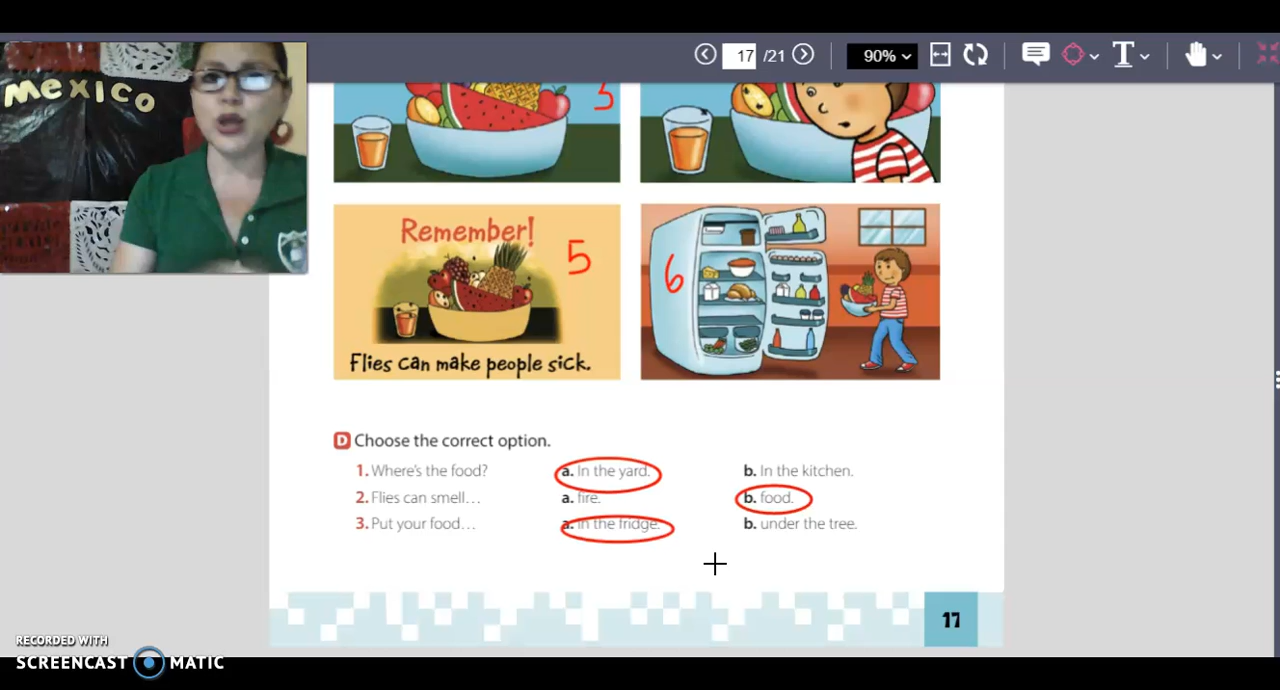 MexIco
17 /21
90%
T
3
Remember!
5
Flies can make people sick.
6
D Choose the correct option.
1. Where's the food? a. In the yard. b. In the kitchen.
2. Flies can smell... a. fire. b. food.
3. Put your food... a. in the fridge. b. under the tree.
17
RECORDED WITH
SCREENCAST MATIC